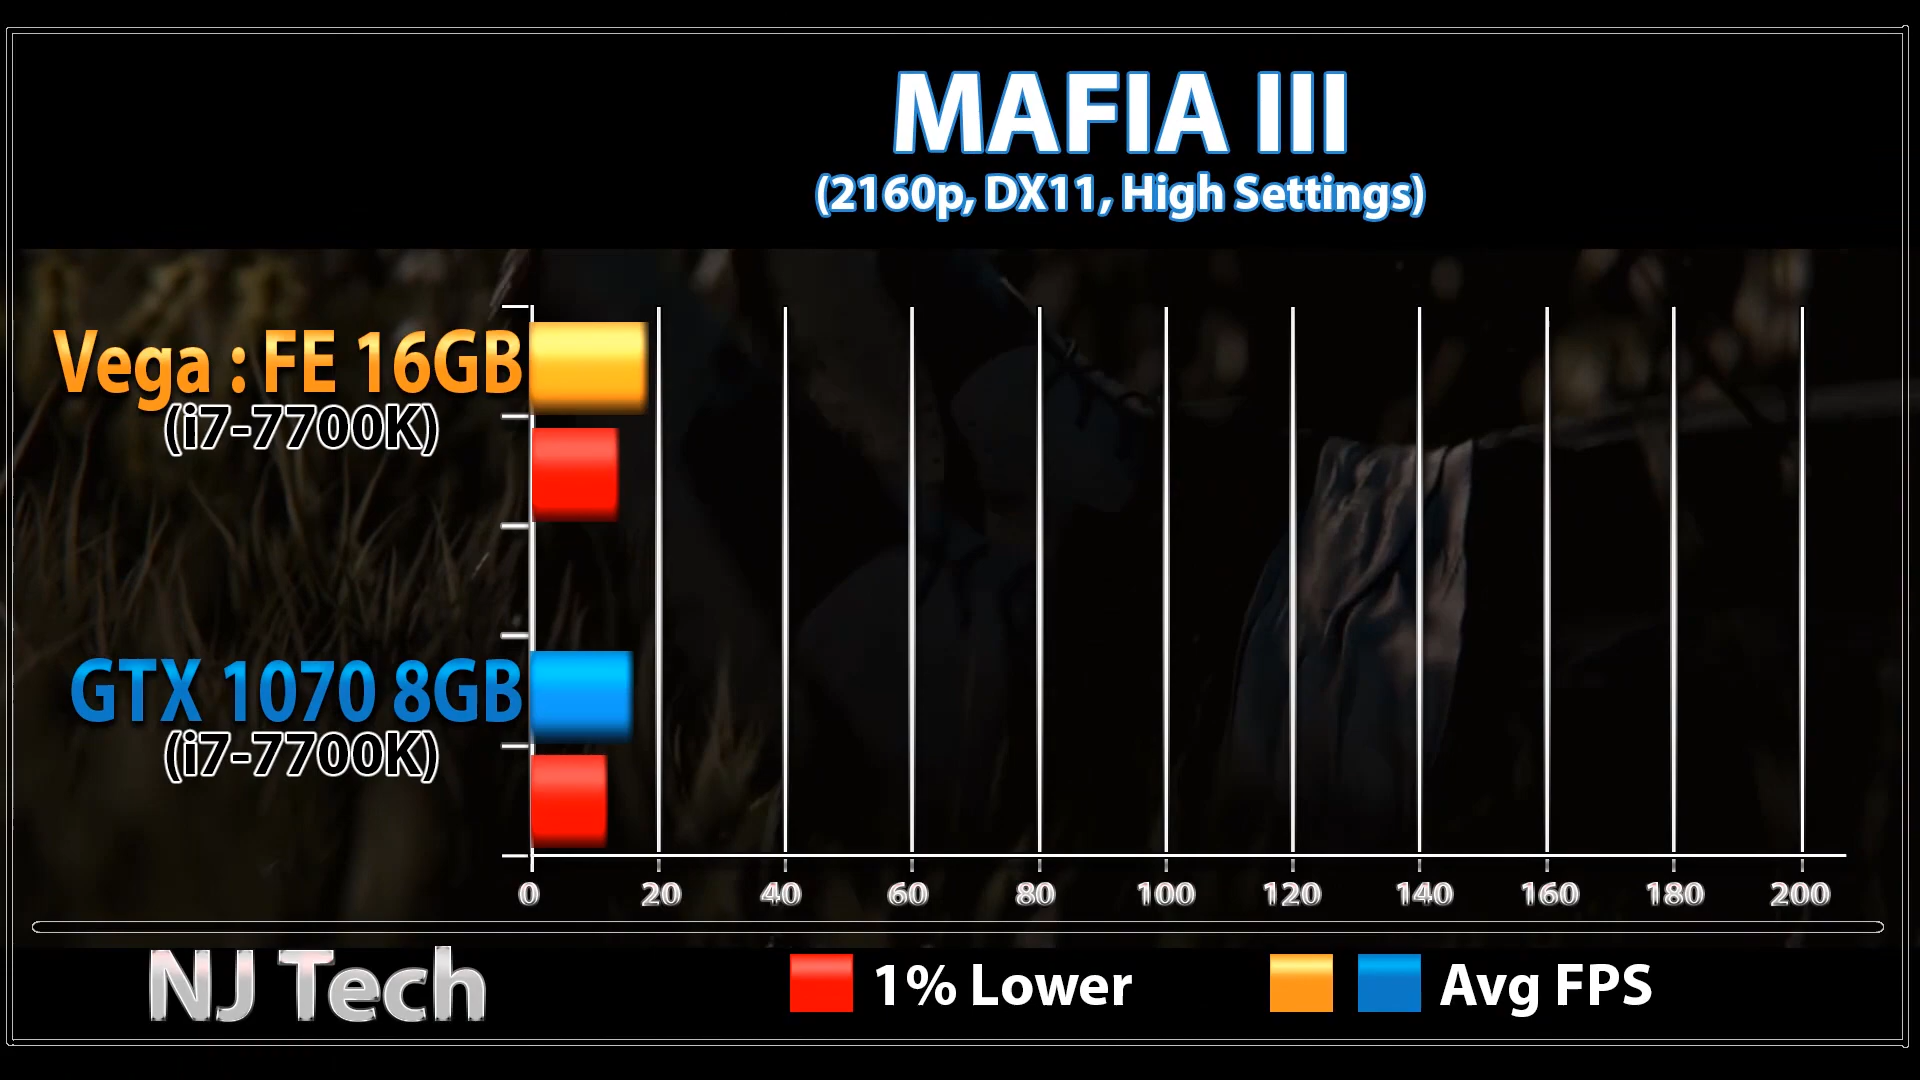 MAFIA III
(2160p, DX11, High Settings)
Vega : FE 16GB
(i7-7700K)
GTX 1070 8GB
(i7-7700K)
0 20 40 60 80 100 120 140 160 180 200
NJ Tech
1% Lower
Avg FPS